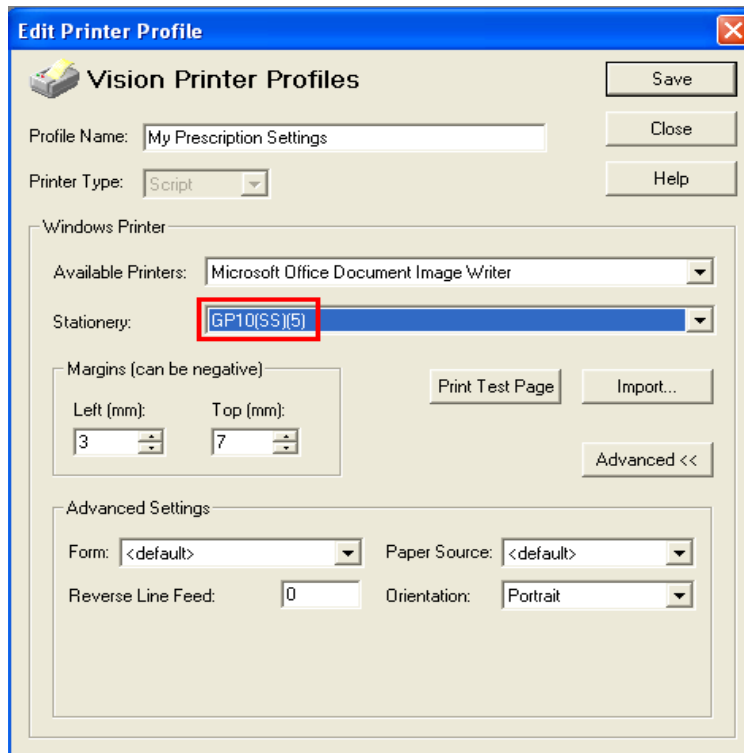 Edit Printer Profile
Vision Printer Profiles
Save
Profile Name: My Prescription Settings
Close
Printer Type: Script
Help
Windows Printer
Available Printers: Microsoft Office Document Image Writer
Stationery: GP10(SS)(5)
Margins (can be negative)
Left (mm): Top (mm):
3 7
Print Test Page Import...
Advanced <<
Advanced Settings
Form: <default> Paper Source: <default>
Reverse Line Feed: 0 Orientation: Portrait